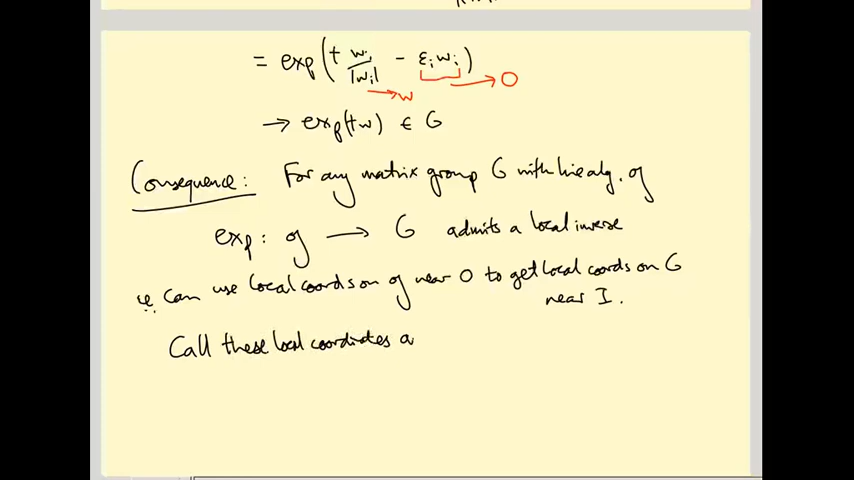 = exp(t wᵢ/|wᵢ| − εᵢwᵢ)
→ w
→ 0
→ exp(tw) ∈ G
Consequence: For any matrix group G with Lie alg. 𝔤
exp: 𝔤 → G admits a local inverse
ie. can use local coords on 𝔤 near 0 to get local coords on G
near I.
Call these local coordinates a